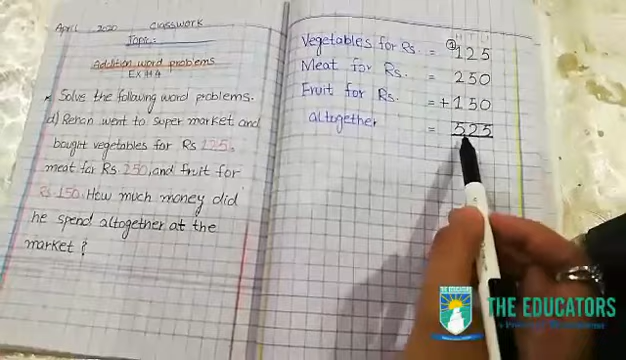 April 2020 Classwork
Topic:
Addition word problems
Ex # 4
Solve the following word problems.
d) Rehan went to super market and
bought vegetables for Rs 125,
meat for Rs 250, and fruit for
Rs 150. How much money did
he spend altogether at the
market?
H T U
Vegetables for Rs. = ① 125
Meat for Rs. = 250
Fruit for Rs. = + 150
altogether = 525
THE EDUCATORS